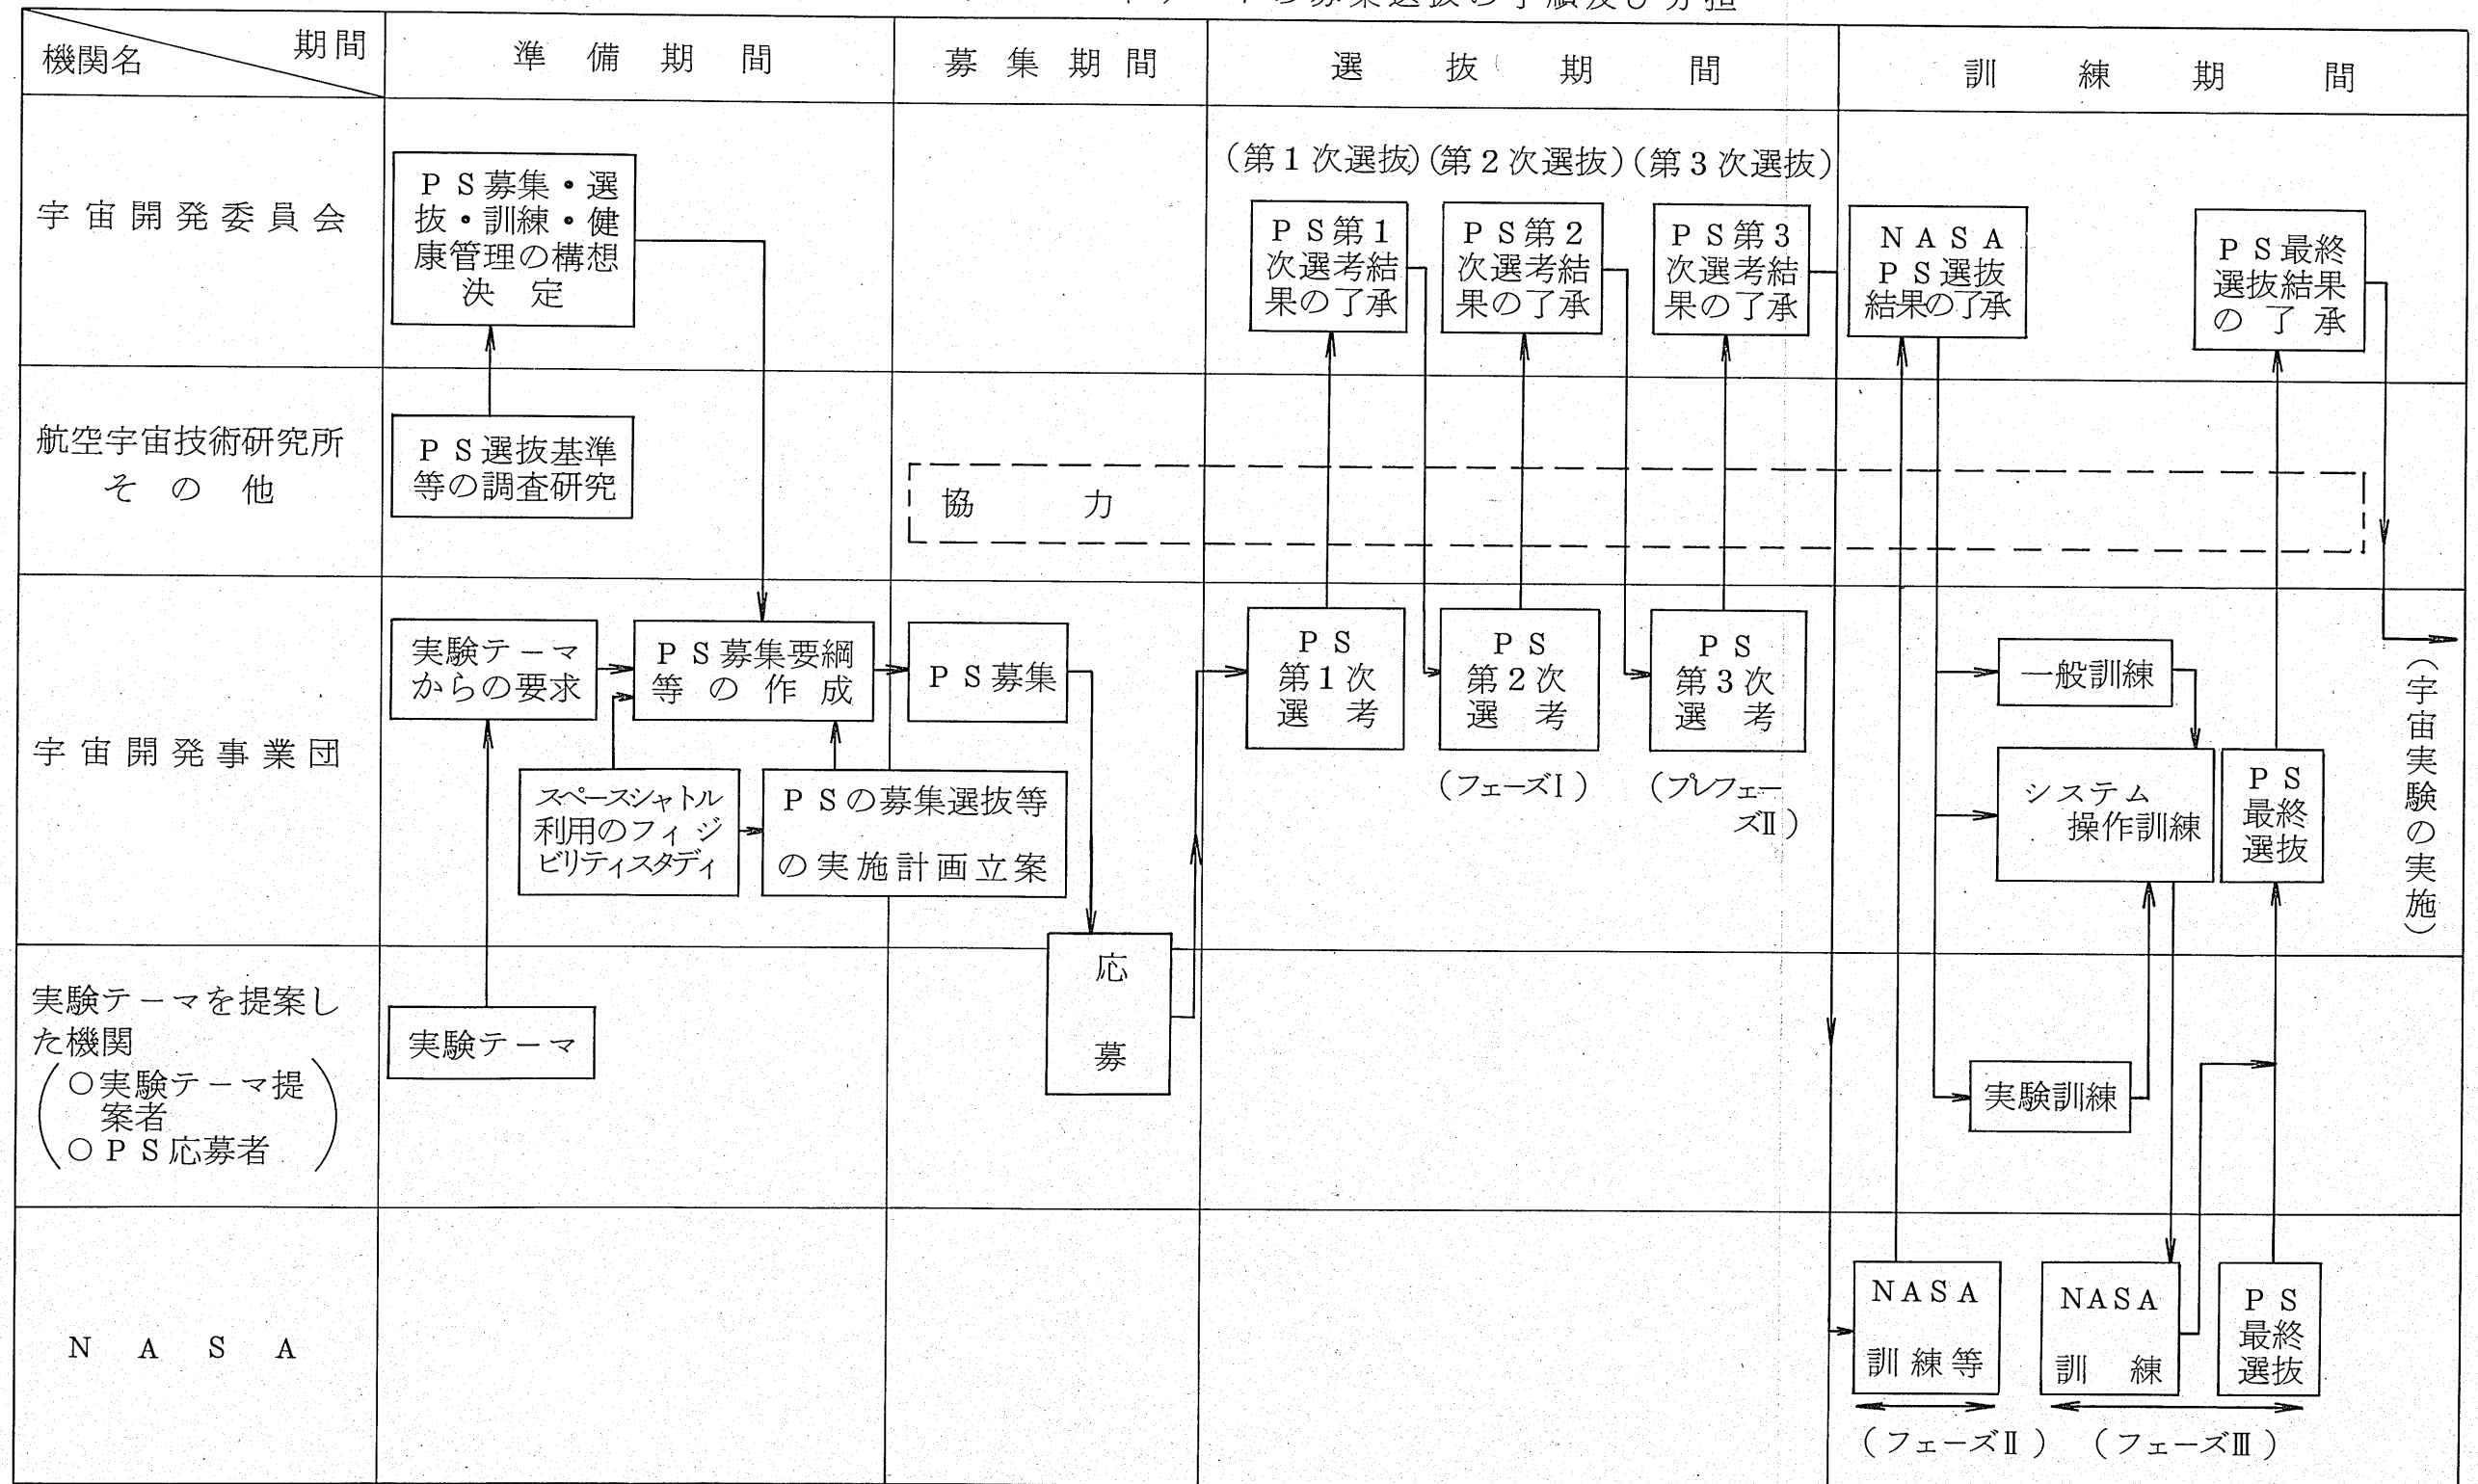 の募集選抜の手順及び分担
期間
機関名
準備期間
募集期間
選抜期間
訓練期間
宇宙開発委員会
PS募集・選
抜・訓練・健
康管理の構想
決定
(第1次選抜)
(第2次選抜)
(第3次選抜)
PS第1
次選考結
果の了承
PS第2
次選考結
果の了承
PS第3
次選考結
果の了承
NASA
PS選抜
結果の了承
PS最終
選抜結果
の了承
航空宇宙技術研究所
その他
PS選抜基準
等の調査研究
協力
宇宙開発事業団
実験テーマ
からの要求
PS募集要綱
等の作成
PS募集
スペースシャトル
利用のフィジ
ビリティスタディ
PSの募集選抜等
の実施計画立案
PS
第1次
選考
PS
第2次
選考
(フェーズⅠ)
PS
第3次
選考
(プレフェー
ズⅡ)
一般訓練
システム
操作訓練
PS
最終
選抜
(宇宙実験の実施)
実験テーマを提案し
た機関
(○実験テーマ提
案者
○PS応募者)
実験テーマ
応
募
実験訓練
NASA
NASA
訓練等
(フェーズⅡ)
NASA
訓練
PS
最終
選抜
(フェーズⅢ)